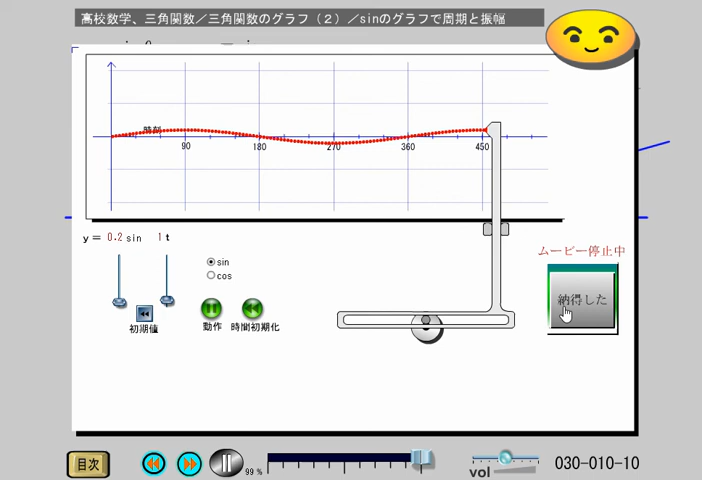 高校数学、三角関数／三角関数のグラフ（２）／sinのグラフで周期と振幅
時刻
90 180 270 360 450
y = 0.2 sin 1 t
sin
cos
初期値
動作
時間初期化
ムービー停止中
納得した
目次
99 %
vol
030-010-10